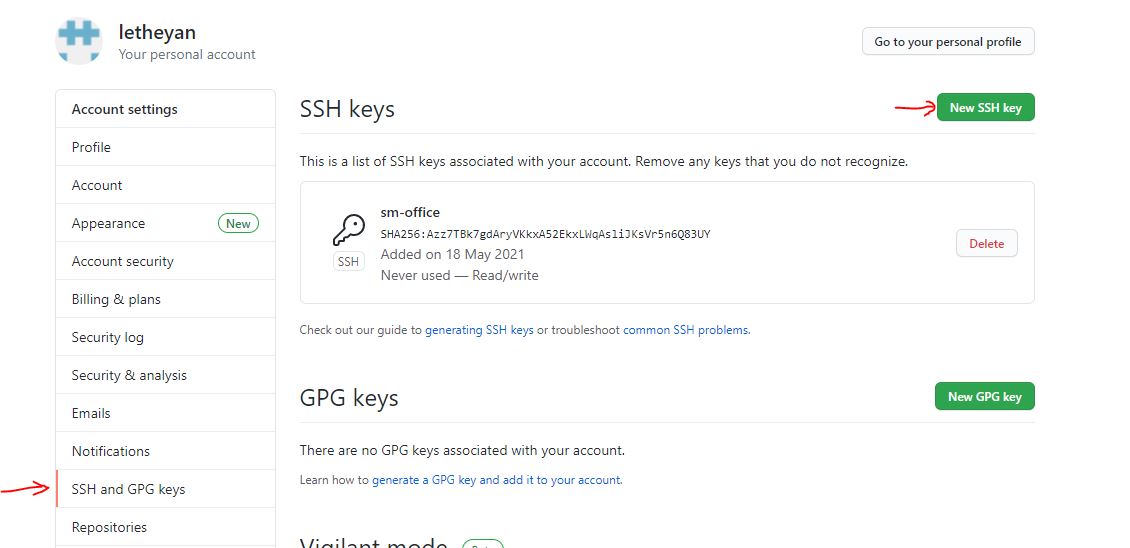 letheyan
Your personal account
Go to your personal profile
Account settings
Profile
Account
Appearance New
Account security
Billing & plans
Security log
Security & analysis
Emails
Notifications
SSH and GPG keys
Repositories
SSH keys
New SSH key
This is a list of SSH keys associated with your account. Remove any keys that you do not recognize.
sm-office
SHA256:Azz7TBk7gdAryVKkxA52EkxLWqAsliJKsVr5n6Q83UY
Added on 18 May 2021
Never used — Read/write
SSH
Delete
Check out our guide to generating SSH keys or troubleshoot common SSH problems.
GPG keys
New GPG key
There are no GPG keys associated with your account.
Learn how to generate a GPG key and add it to your account.
Vigilant mode